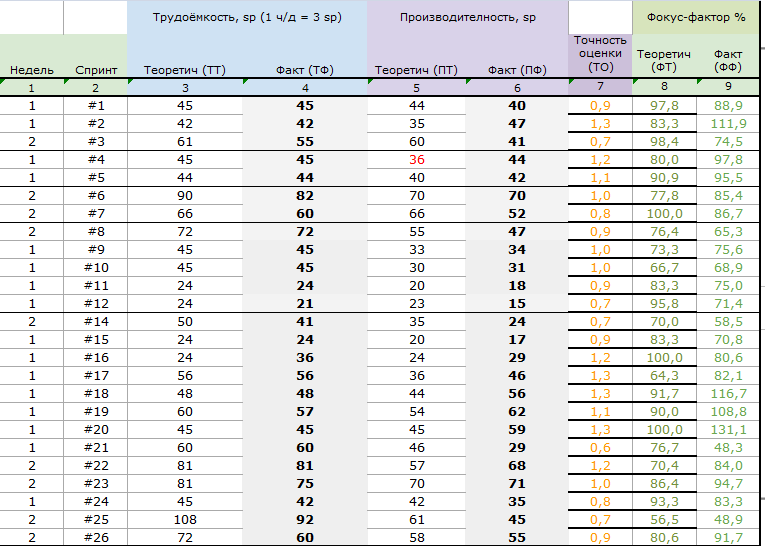 Трудоёмкость, sp (1 ч/д = 3 sp) Производителность, sp Фокус-фактор %
Недель Спринт Теоретич (ТТ) Факт (ТФ) Теоретич (ПТ) Факт (ПФ) Точность оценки (ТО) Теоретич (ФТ) Факт (ФФ)
1 2 3 4 5 6 7 8 9
1 #1 45 45 44 40 0,9 97,8 88,9
1 #2 42 42 35 47 1,3 83,3 111,9
2 #3 61 55 60 41 0,7 98,4 74,5
1 #4 45 45 36 44 1,2 80,0 97,8
1 #5 44 44 40 42 1,1 90,9 95,5
2 #6 90 82 70 70 1,0 77,8 85,4
2 #7 66 60 66 52 0,8 100,0 86,7
2 #8 72 72 55 47 0,9 76,4 65,3
1 #9 45 45 33 34 1,0 73,3 75,6
1 #10 45 45 30 31 1,0 66,7 68,9
1 #11 24 24 20 18 0,9 83,3 75,0
1 #12 24 21 23 15 0,7 95,8 71,4
2 #14 50 41 35 24 0,7 70,0 58,5
1 #15 24 24 20 17 0,9 83,3 70,8
1 #16 24 36 24 29 1,2 100,0 80,6
1 #17 56 56 36 46 1,3 64,3 82,1
1 #18 48 48 44 56 1,3 91,7 116,7
1 #19 60 57 54 62 1,1 90,0 108,8
1 #20 45 45 45 59 1,3 100,0 131,1
1 #21 60 60 46 29 0,6 76,7 48,3
2 #22 81 81 57 68 1,2 70,4 84,0
2 #23 81 75 70 71 1,0 86,4 94,7
1 #24 45 42 42 35 0,8 93,3 83,3
2 #25 108 92 61 45 0,7 56,5 48,9
2 #26 72 60 58 55 0,9 80,6 91,7